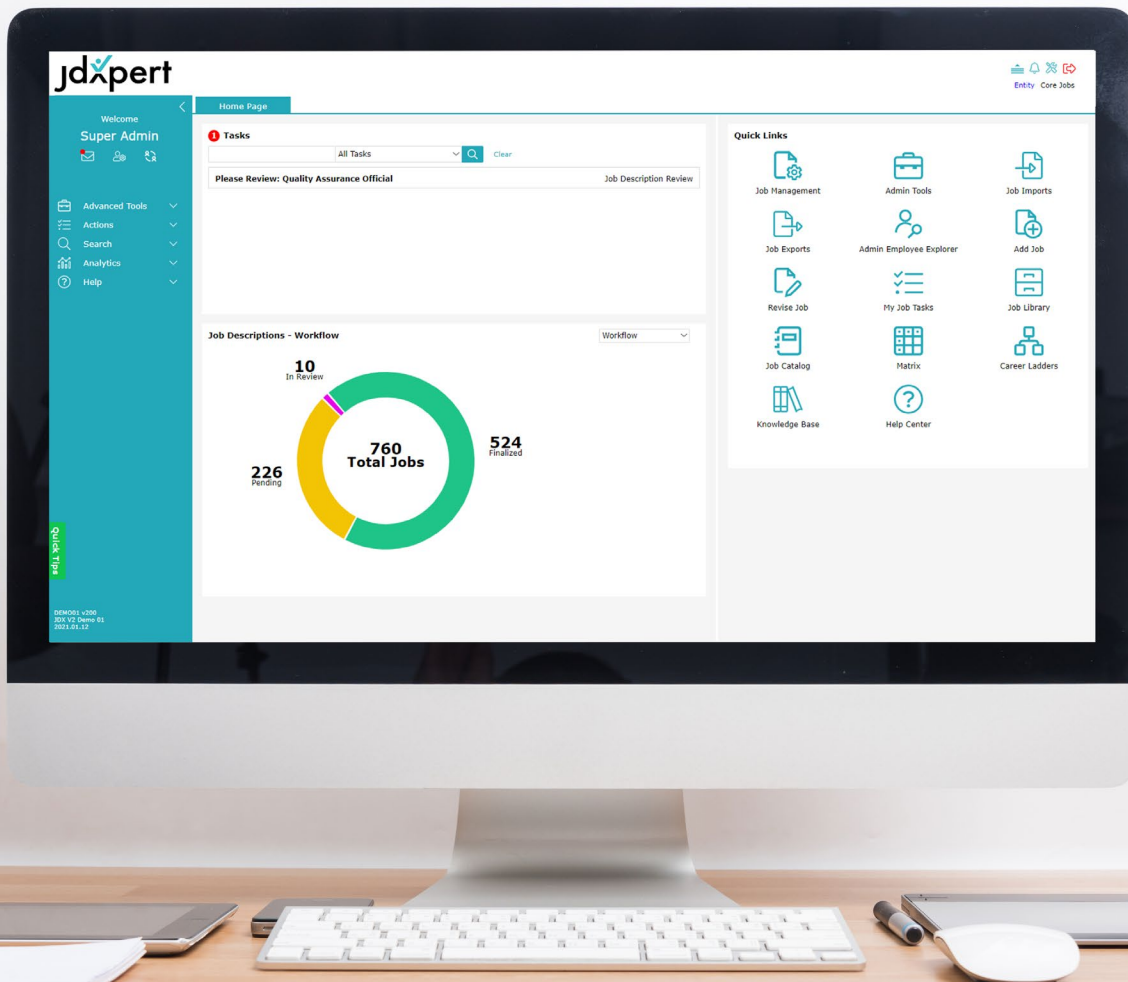 jdxpert
Entity Core Jobs
Welcome
Super Admin
Advanced Tools
Actions
Search
Analytics
Help
Quick Tips
DEMO01 v200
JDX V2 Demo 01
2021.01.12
Home Page
1 Tasks
All Tasks
Clear
Please Review: Quality Assurance Official
Job Description Review
Job Descriptions - Workflow
Workflow
10
In Review
760
Total Jobs
524
Finalized
226
Pending
Quick Links
Job Management
Admin Tools
Job Imports
Job Exports
Admin Employee Explorer
Add Job
Revise Job
My Job Tasks
Job Library
Job Catalog
Matrix
Career Ladders
Knowledge Base
Help Center